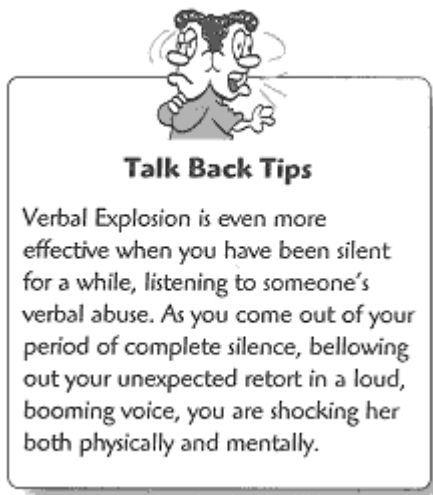 Talk Back Tips
Verbal Explosion is even more
effective when you have been silent
for a while, listening to someone's
verbal abuse. As you come out of your
period of complete silence, bellowing
out your unexpected retort in a loud,
booming voice, you are shocking her
both physically and mentally.